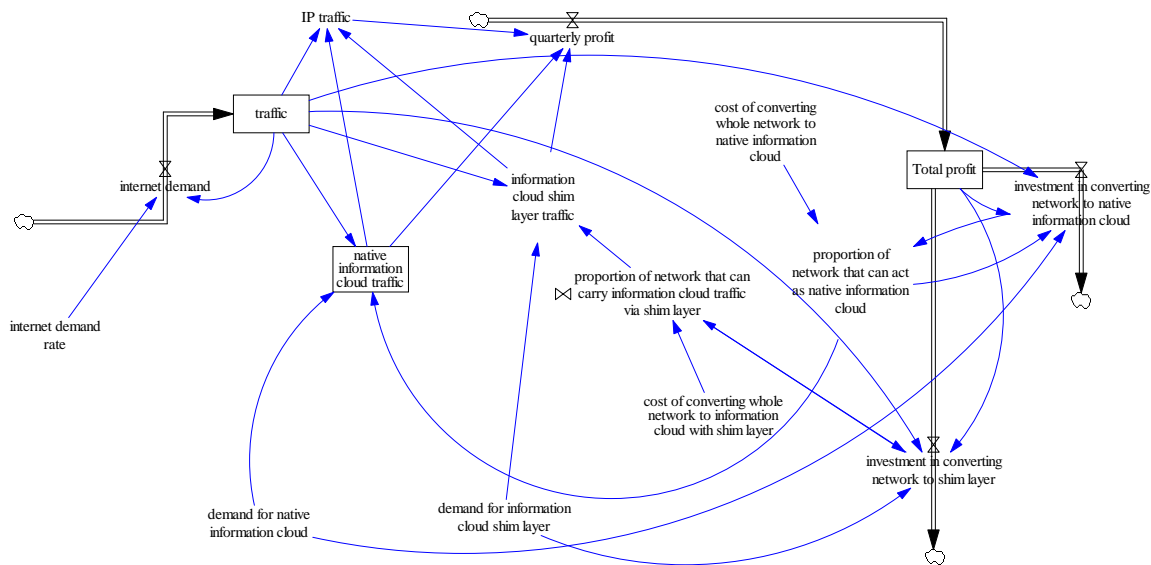 IP traffic
quarterly profit
traffic
cost of converting
whole network to
native information
cloud
Total profit
internet demand
information
cloud shim
layer traffic
investment in converting
network to native
information cloud
native
information
cloud traffic
proportion of network that can
carry information cloud traffic
via shim layer
proportion of
network that can act
as native information
cloud
internet demand
rate
cost of converting whole
network to information
cloud with shim layer
investment in converting
network to shim layer
demand for native
information cloud
demand for information
cloud shim layer